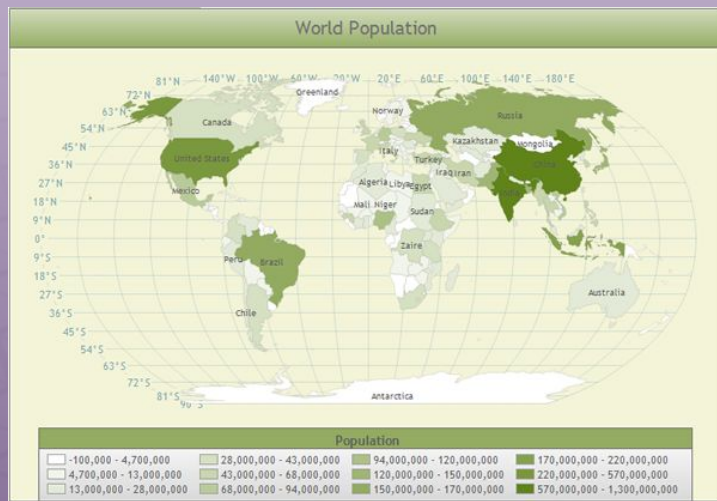 World Population
81°N 140°W 100°W 60°W 20°W 20°E 60°E 100°E 140°E 180°E
72°N
63°N
54°N
45°N
36°N
27°N
18°N
9°N
0°
9°S
18°S
27°S
36°S
45°S
54°S
63°S
72°S
81°S
90°S
Greenland
Norway
Russia
Canada
Kazakhstan
Mongolia
Italy
United States
Turkey
China
Iraq Iran
Mexico
Algeria Libya Egypt
India
Mali Niger
Sudan
Zaire
Peru
Brazil
Australia
Chile
Antarctica
Population
-100,000 - 4,700,000 28,000,000 - 43,000,000 94,000,000 - 120,000,000 170,000,000 - 220,000,000
4,700,000 - 13,000,000 43,000,000 - 68,000,000 120,000,000 - 150,000,000 220,000,000 - 570,000,000
13,000,000 - 28,000,000 68,000,000 - 94,000,000 150,000,000 - 170,000,000 570,000,000 - 1,300,000,000